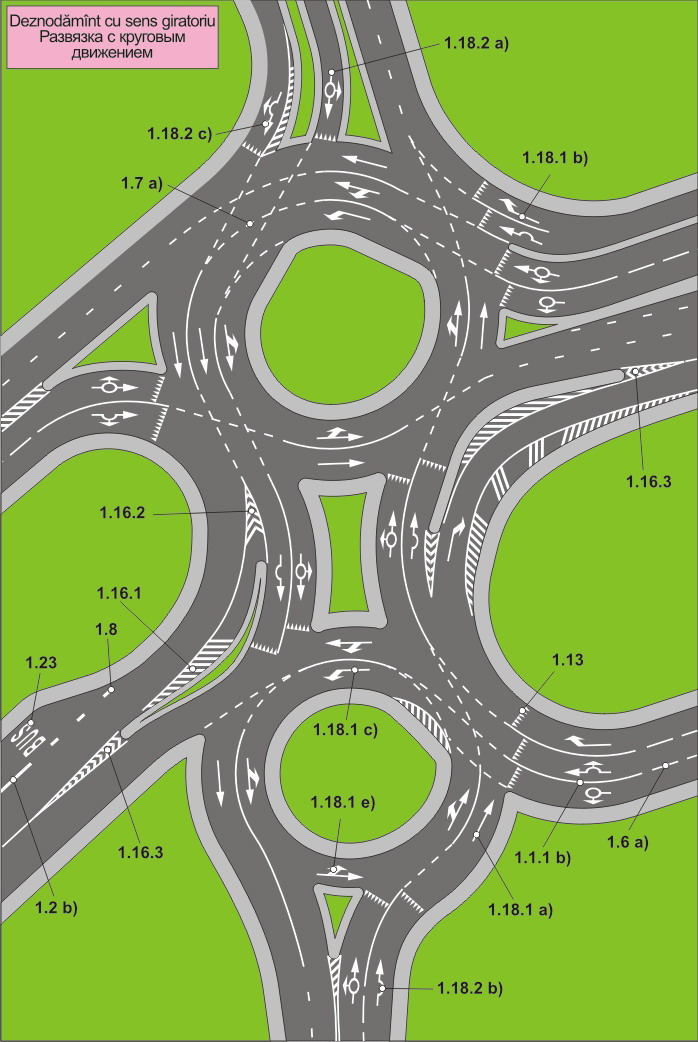 Deznodămînt cu sens giratoriu
Развязка с круговым
движением
1.18.2 a)
1.18.2 c)
1.18.1 b)
1.7 a)
1.16.3
1.16.2
1.16.1
1.8
1.23
1.13
BUS
1.18.1 c)
1.18.1 e)
1.16.3
1.6 a)
1.1.1 b)
1.2 b)
1.18.1 a)
1.18.2 b)